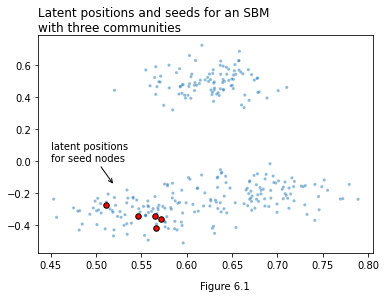 Latent positions and seeds for an SBM
with three communities
0.6
0.4
0.2
0.0
−0.2
−0.4
latent positions
for seed nodes
0.45 0.50 0.55 0.60 0.65 0.70 0.75 0.80
Figure 6.1